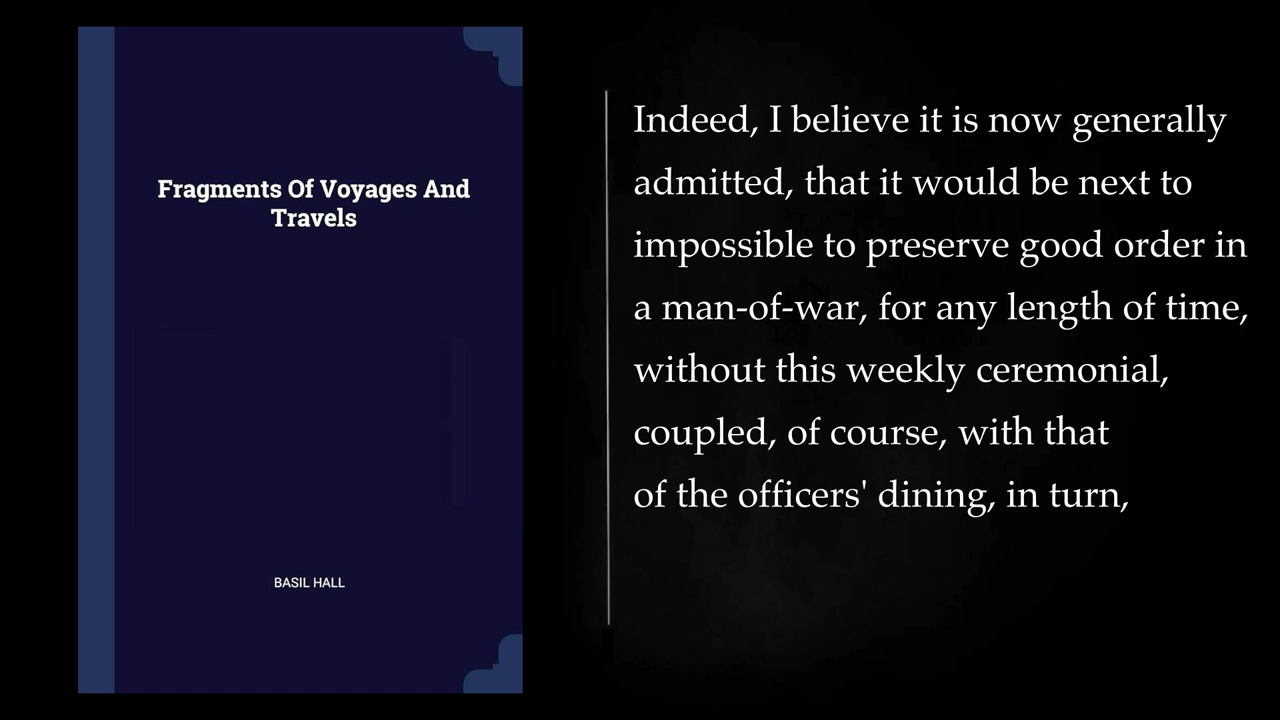 Fragments Of Voyages And
Travels
BASIL HALL
Indeed, I believe it is now generally
admitted, that it would be next to
impossible to preserve good order in
a man-of-war, for any length of time,
without this weekly ceremonial,
coupled, of course, with that
of the officers' dining, in turn,